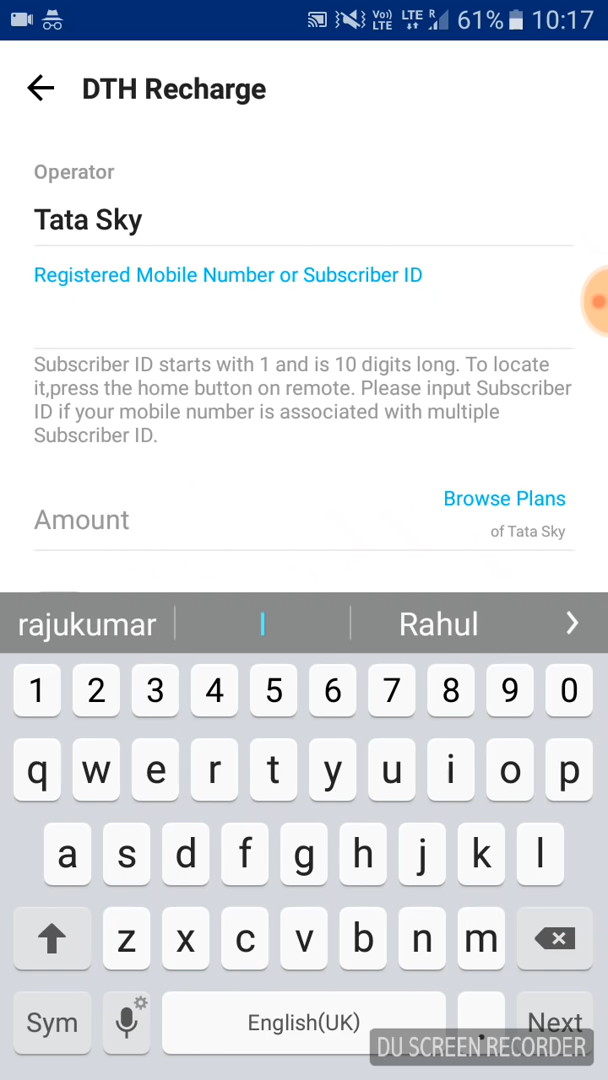 Vo) LTE LTE R 61% 10:17
DTH Recharge
Operator
Tata Sky
Registered Mobile Number or Subscriber ID
Subscriber ID starts with 1 and is 10 digits long. To locate
it,press the home button on remote. Please input Subscriber
ID if your mobile number is associated with multiple
Subscriber ID.
Browse Plans
Amount
of Tata Sky
rajukumar I Rahul
1 2 3 4 5 6 7 8 9 0
q w e r t y u i o p
a s d f g h j k l
z x c v b n m
Sym English(UK) . Next
DU SCREEN RECORDER